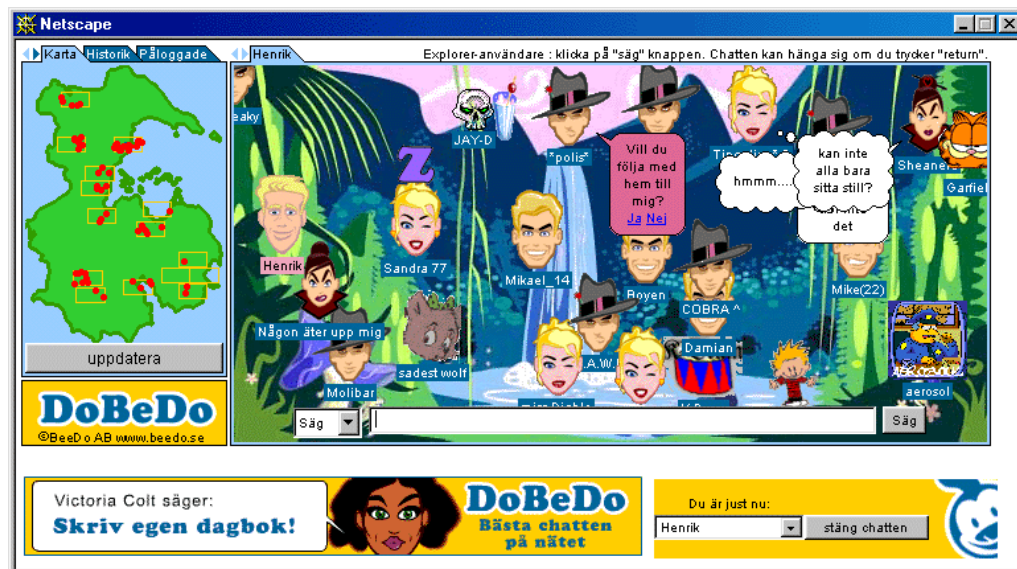 Netscape
Karta Historik Påloggade
Henrik
Explorer-användare : klicka på "säg" knappen. Chatten kan hänga sig om du trycker "return".
eaky
JAY-D
*polis*
Vill du
följa med
hem till
mig?
Ja Nej
hmmm....
kan inte
alla bara
sitta still?
det
Sheane
Garfiel
Henrik
Sandra 77
Mikael_14
Royen
COBRA ^
Mike(22)
Någon äter upp mig
sadest wolf
.A.W.
Damian
Molibar
aerosol
uppdatera
DoBeDo
©BeeDo AB www.beedo.se
Säg
Säg
Victoria Colt säger:
Skriv egen dagbok!
DoBeDo
Bästa chatten
på nätet
Du är just nu:
Henrik
stäng chatten